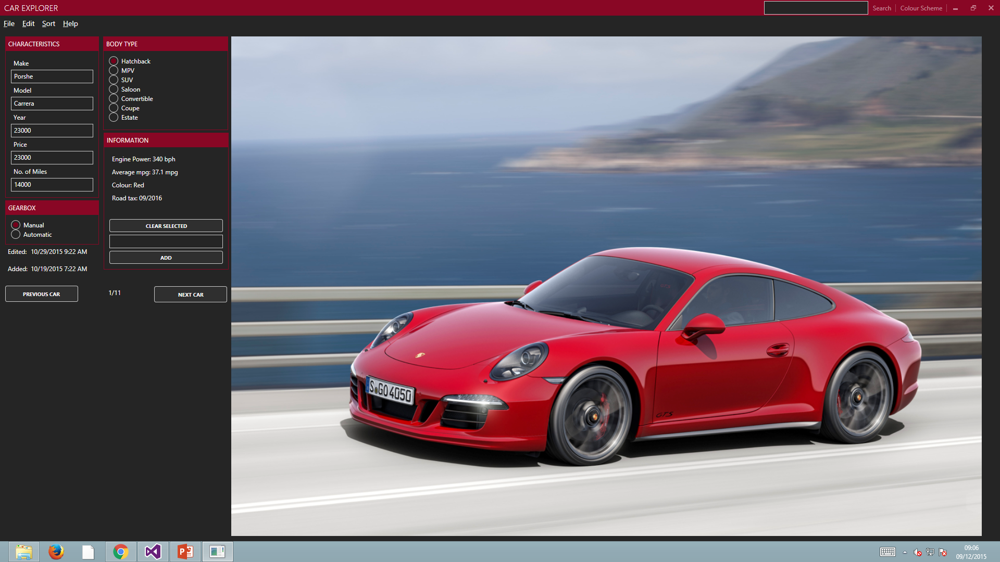 CAR EXPLORER
Search
Colour Scheme
File Edit Sort Help
CHARACTERISTICS
Make
Porshe
Model
Carrera
Year
23000
Price
23000
No. of Miles
14000
GEARBOX
Manual
Automatic
Edited: 10/29/2015 9:22 AM
Added: 10/19/2015 7:22 AM
PREVIOUS CAR
1/11
NEXT CAR
BODY TYPE
Hatchback
MPV
SUV
Saloon
Convertible
Coupe
Estate
INFORMATION
Engine Power: 340 bph
Average mpg: 37.1 mpg
Colour: Red
Road tax: 09/2016
CLEAR SELECTED
ADD
S GO 4050
GTS
09:06
09/12/2015